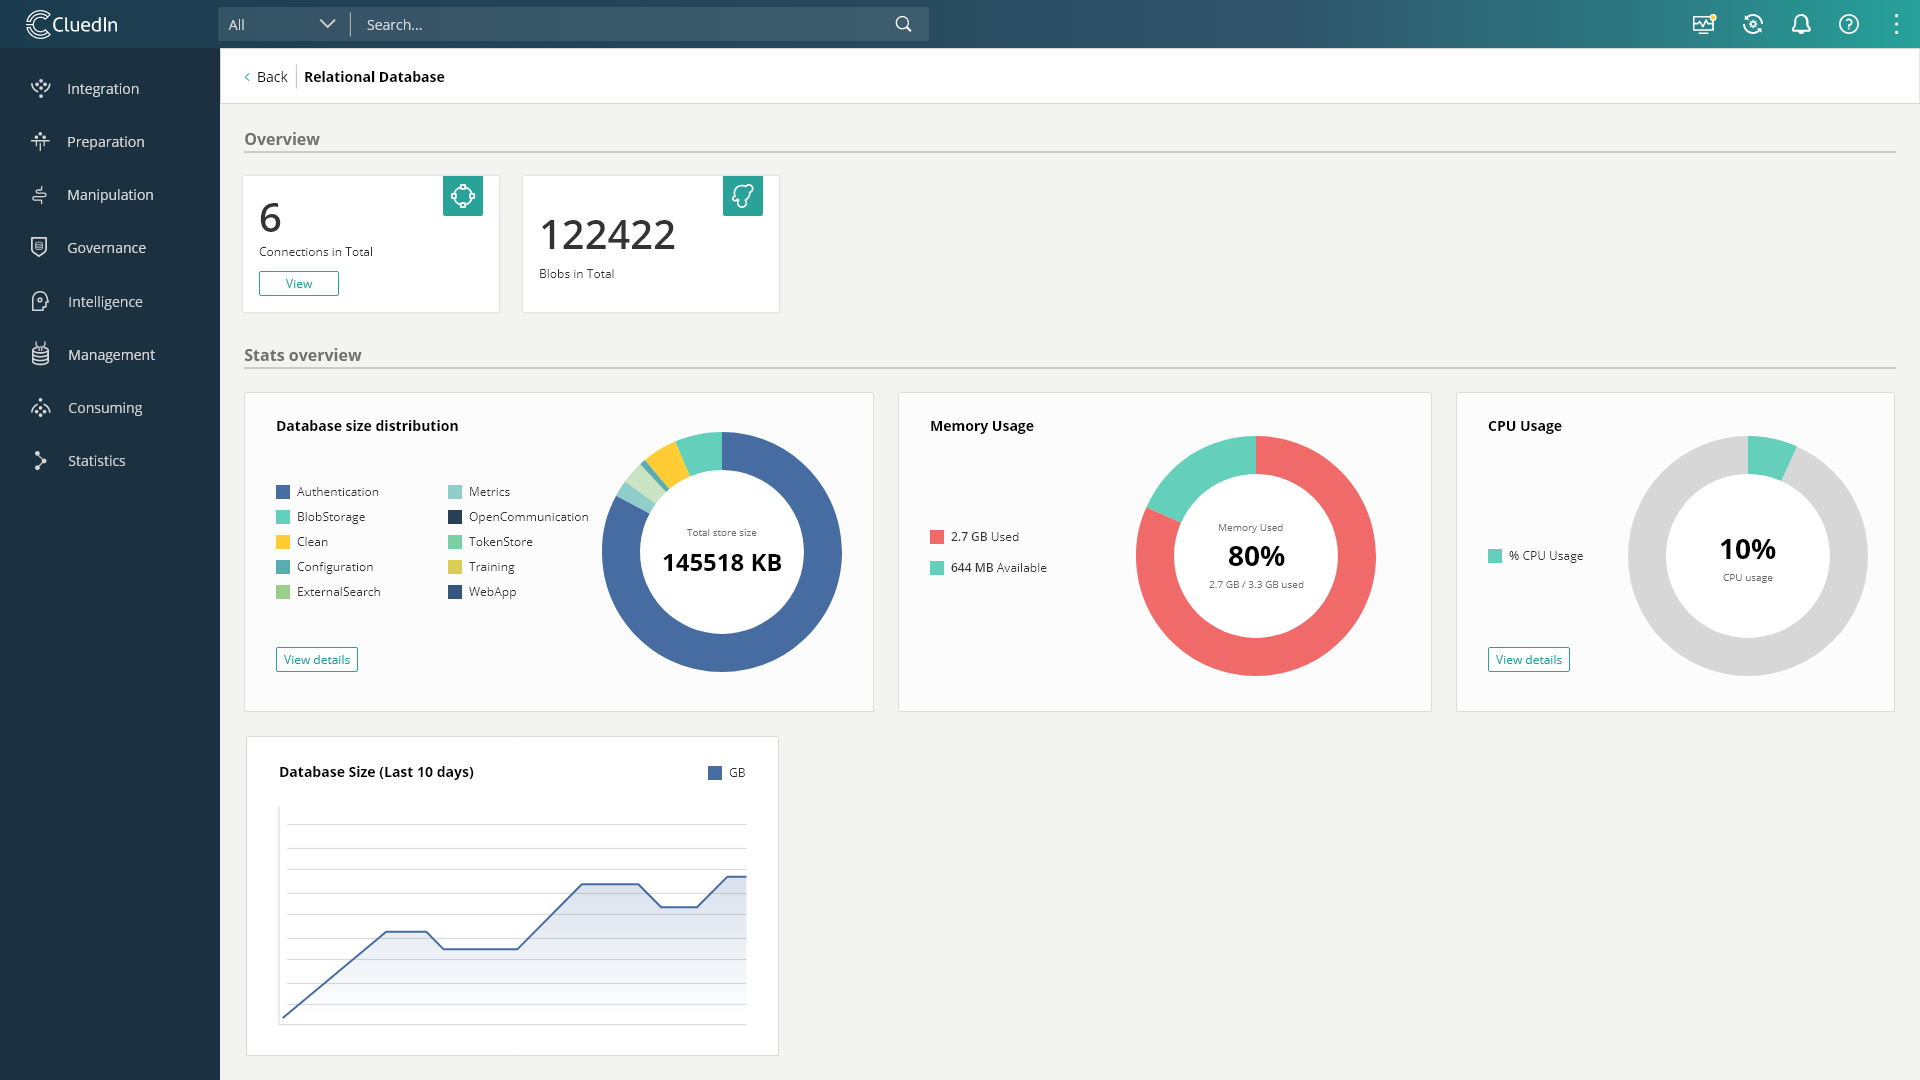 CluedIn
All
Search...
Integration
Preparation
Manipulation
Governance
Intelligence
Management
Consuming
Statistics
Back
Relational Database
Overview
6
Connections in Total
View
122422
Blobs in Total
Stats overview
Database size distribution
Authentication
BlobStorage
Clean
Configuration
ExternalSearch
Metrics
OpenCommunication
TokenStore
Training
WebApp
View details
Total store size
145518 KB
Memory Usage
2.7 GB Used
644 MB Available
Memory Used
80%
2.7 GB / 3.3 GB used
CPU Usage
% CPU Usage
View details
10%
CPU usage
Database Size (Last 10 days)
GB